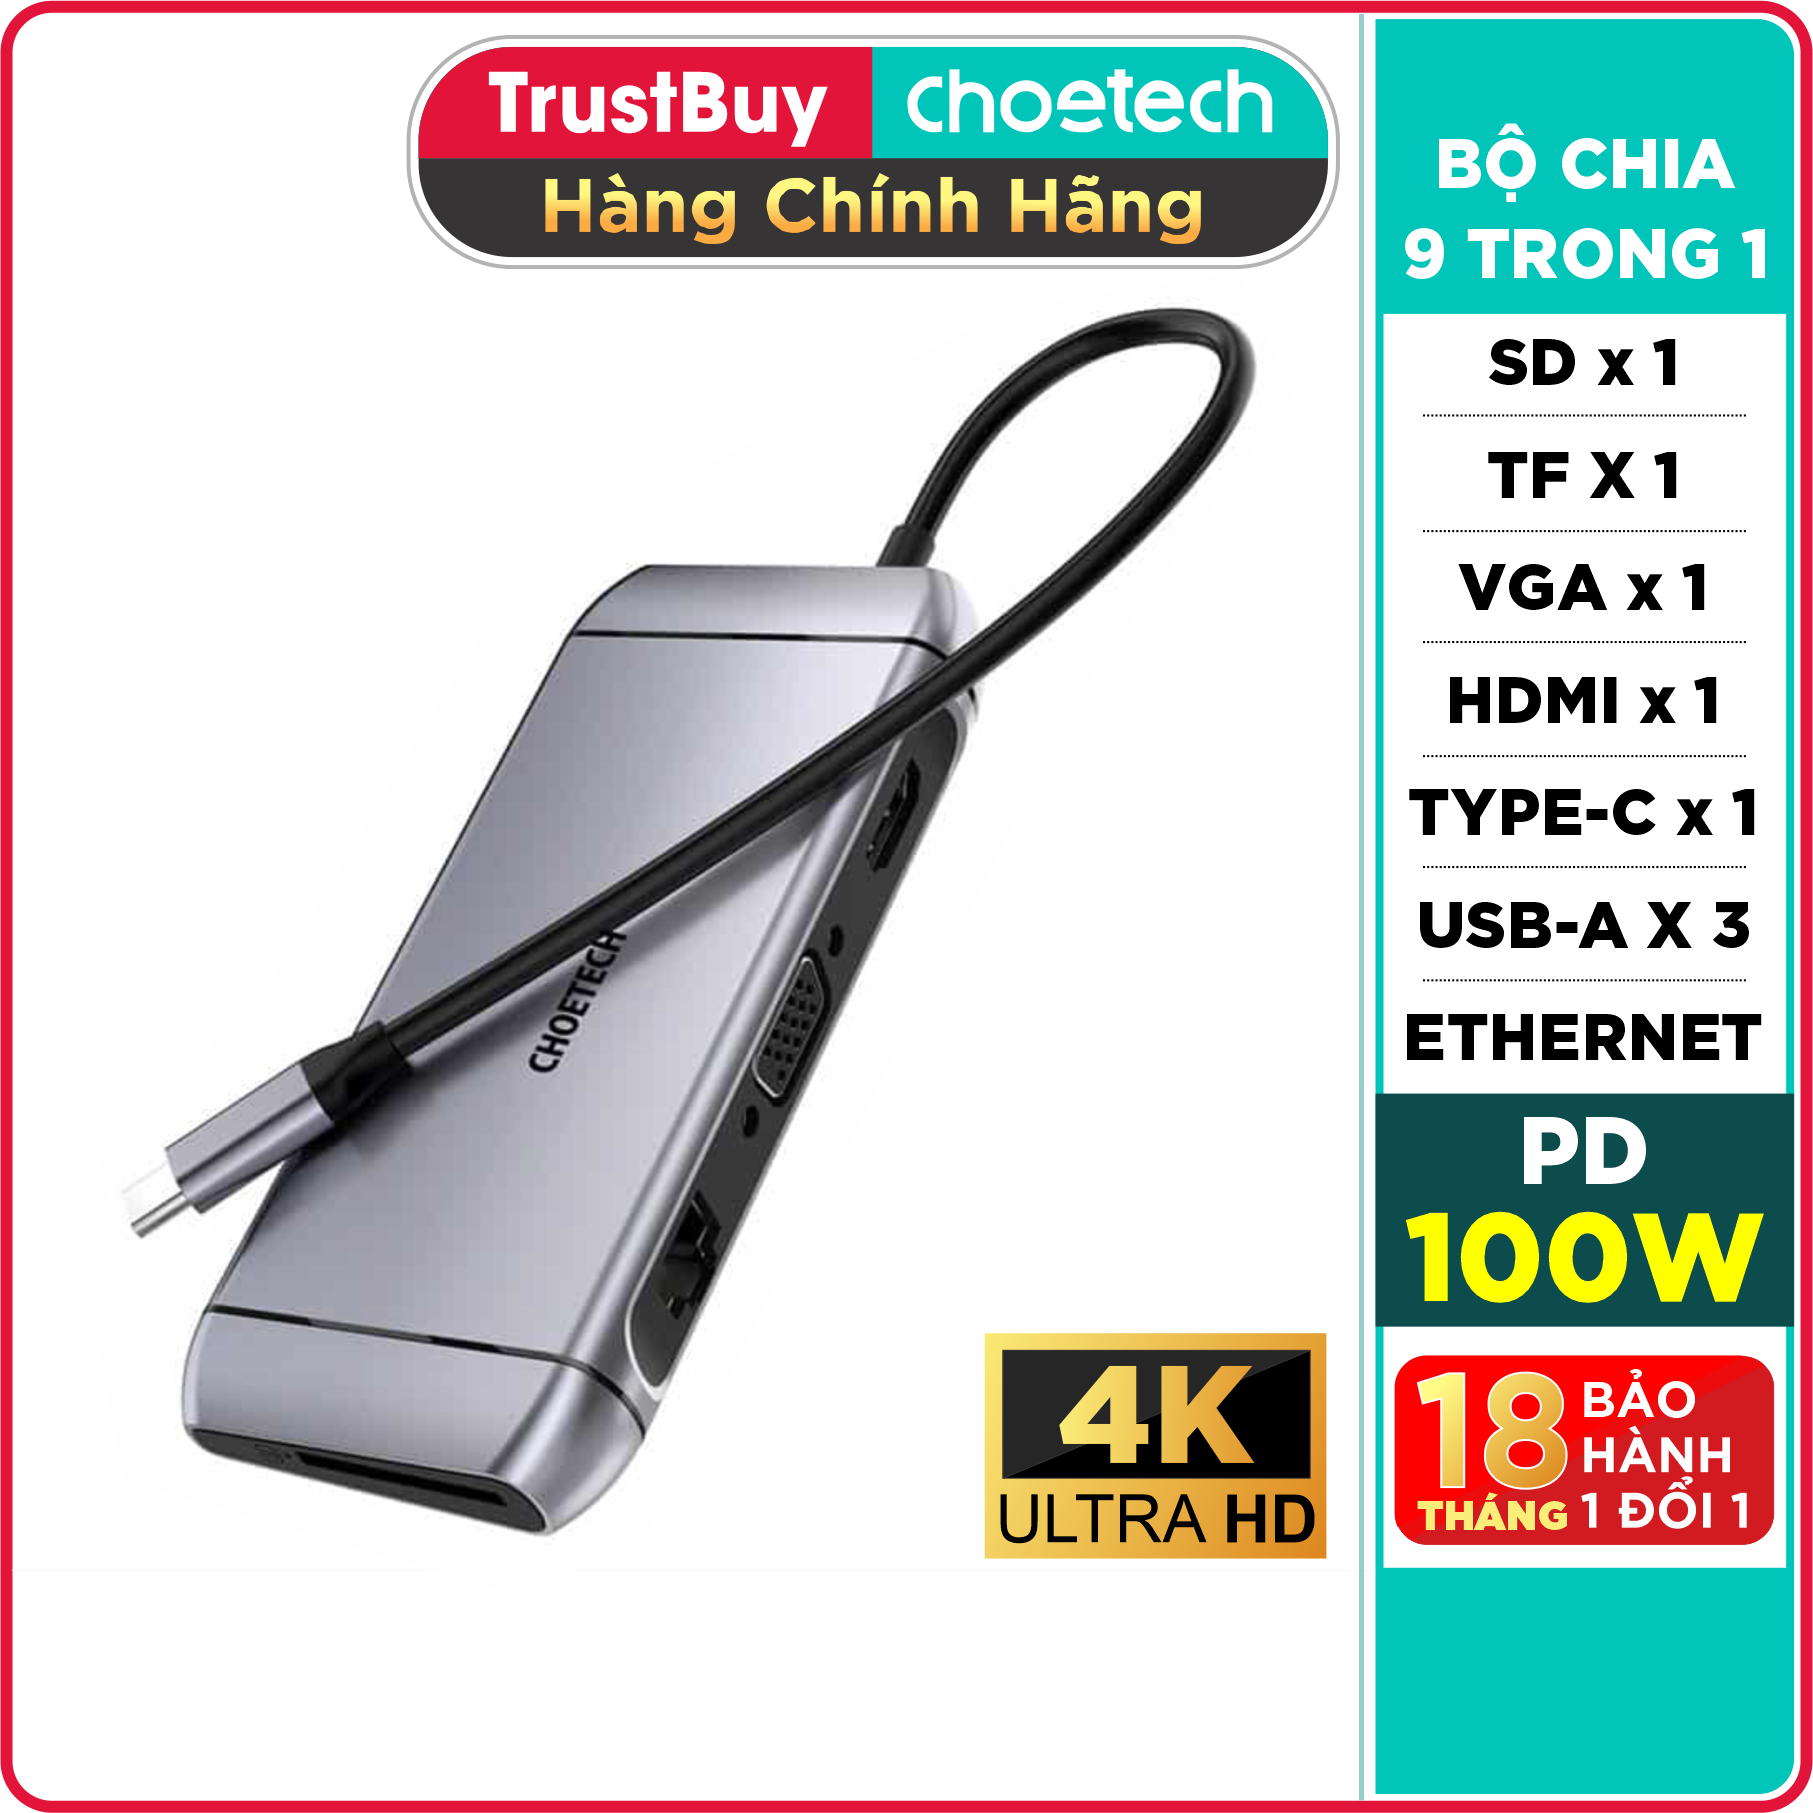 TrustBuy choetech
Hàng Chính Hãng
BỘ CHIA
9 TRONG 1
SD x 1
TF X 1
VGA x 1
HDMI x 1
TYPE-C x 1
USB-A X 3
ETHERNET
PD
100W
18 THÁNG
BẢO
HÀNH
1 ĐỔI 1
CHOETECH
4K
ULTRA HD